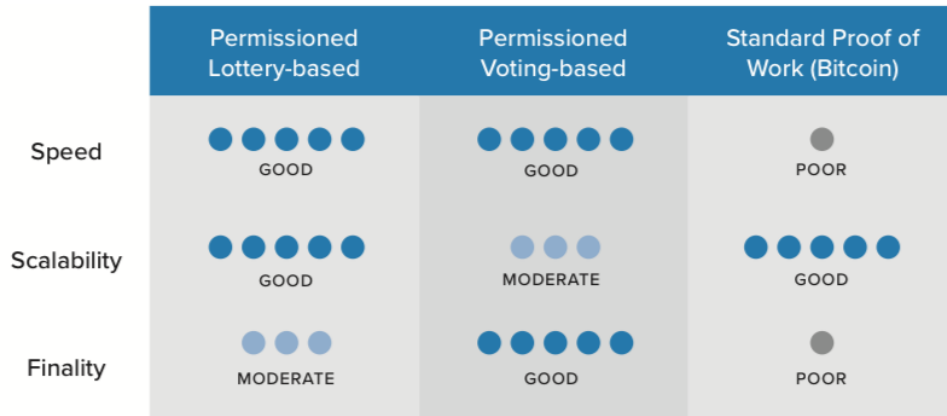 Permissioned
Lottery-based
Permissioned
Voting-based
Standard Proof of
Work (Bitcoin)
Speed
GOOD
GOOD
POOR
Scalability
GOOD
MODERATE
GOOD
Finality
MODERATE
GOOD
POOR